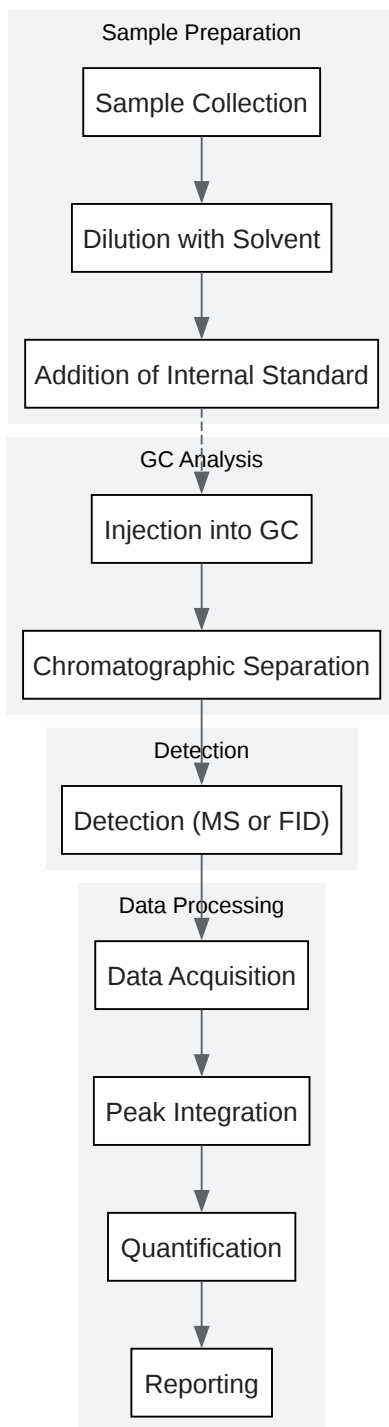 Sample Preparation
Sample Collection
Dilution with Solvent
Addition of Internal Standard
GC Analysis
Injection into GC
Chromatographic Separation
Detection
Detection (MS or FID)
Data Processing
Data Acquisition
Peak Integration
Quantification
Reporting